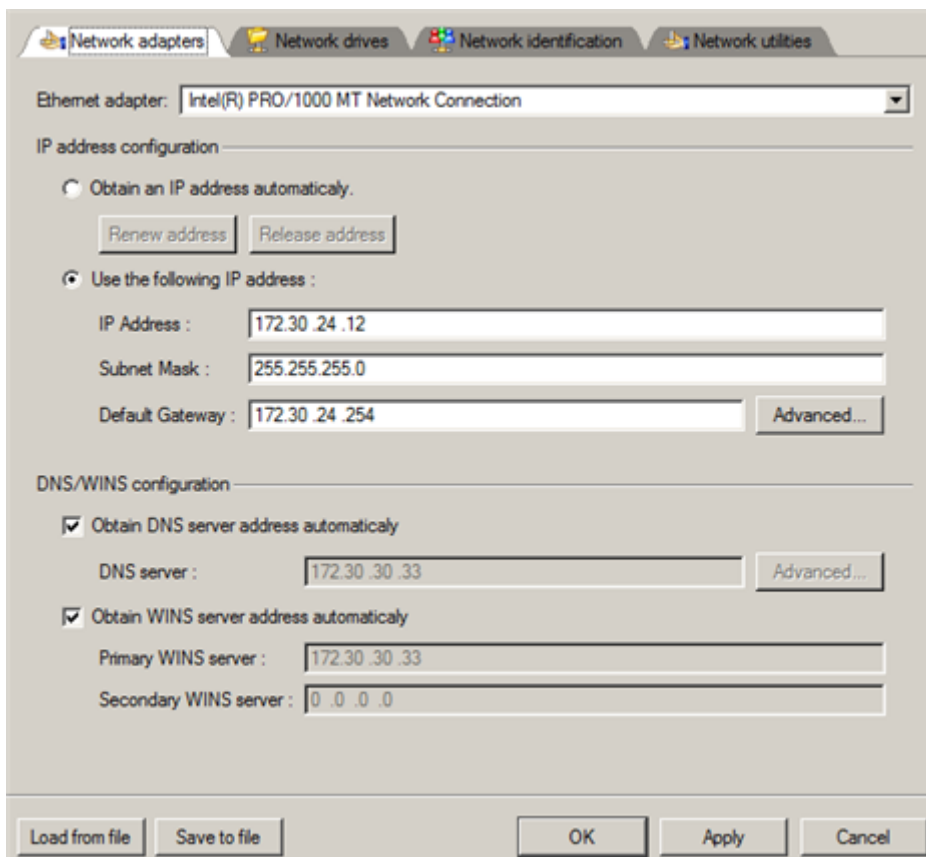 Network adapters Network drives Network identification Network utilities
Ethernet adapter: Intel(R) PRO/1000 MT Network Connection
IP address configuration
Obtain an IP address automaticaly.
Renew address Release address
Use the following IP address :
IP Address : 172.30 .24 .12
Subnet Mask : 255.255.255.0
Default Gateway : 172.30 .24 .254 Advanced...
DNS/WINS configuration
Obtain DNS server address automaticaly
DNS server : 172.30 .30 .33 Advanced...
Obtain WINS server address automaticaly
Primary WINS server : 172.30 .30 .33
Secondary WINS server : 0 .0 .0 .0
Load from file Save to file OK Apply Cancel